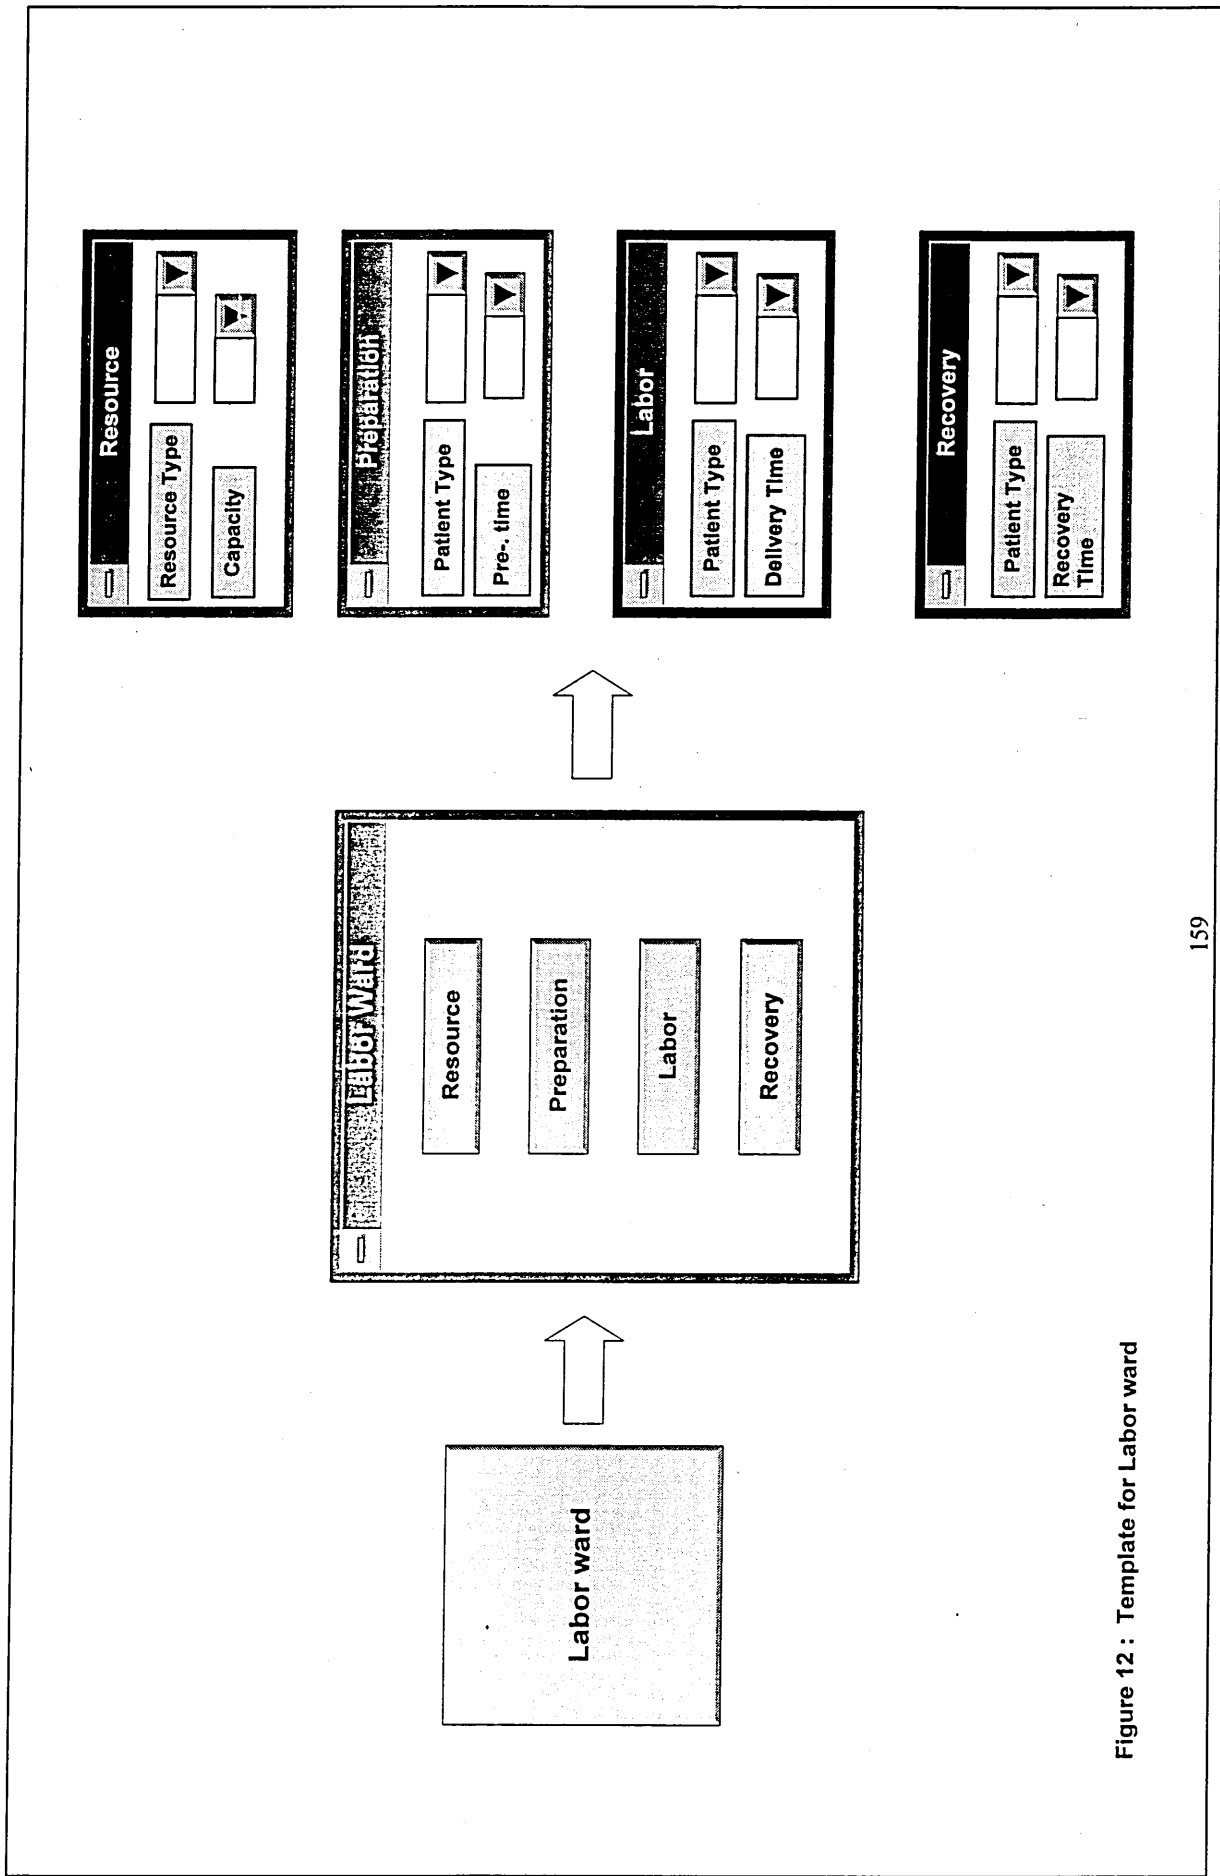 Labor ward
Labor Ward
Resource
Preparation
Labor
Recovery
Resource
Resource Type
Capacity
Preparation
Patient Type
Pre-. time
Labor
Patient Type
Delivery Time
Recovery
Patient Type
Recovery
Time
Figure 12 : Template for Labor ward
159